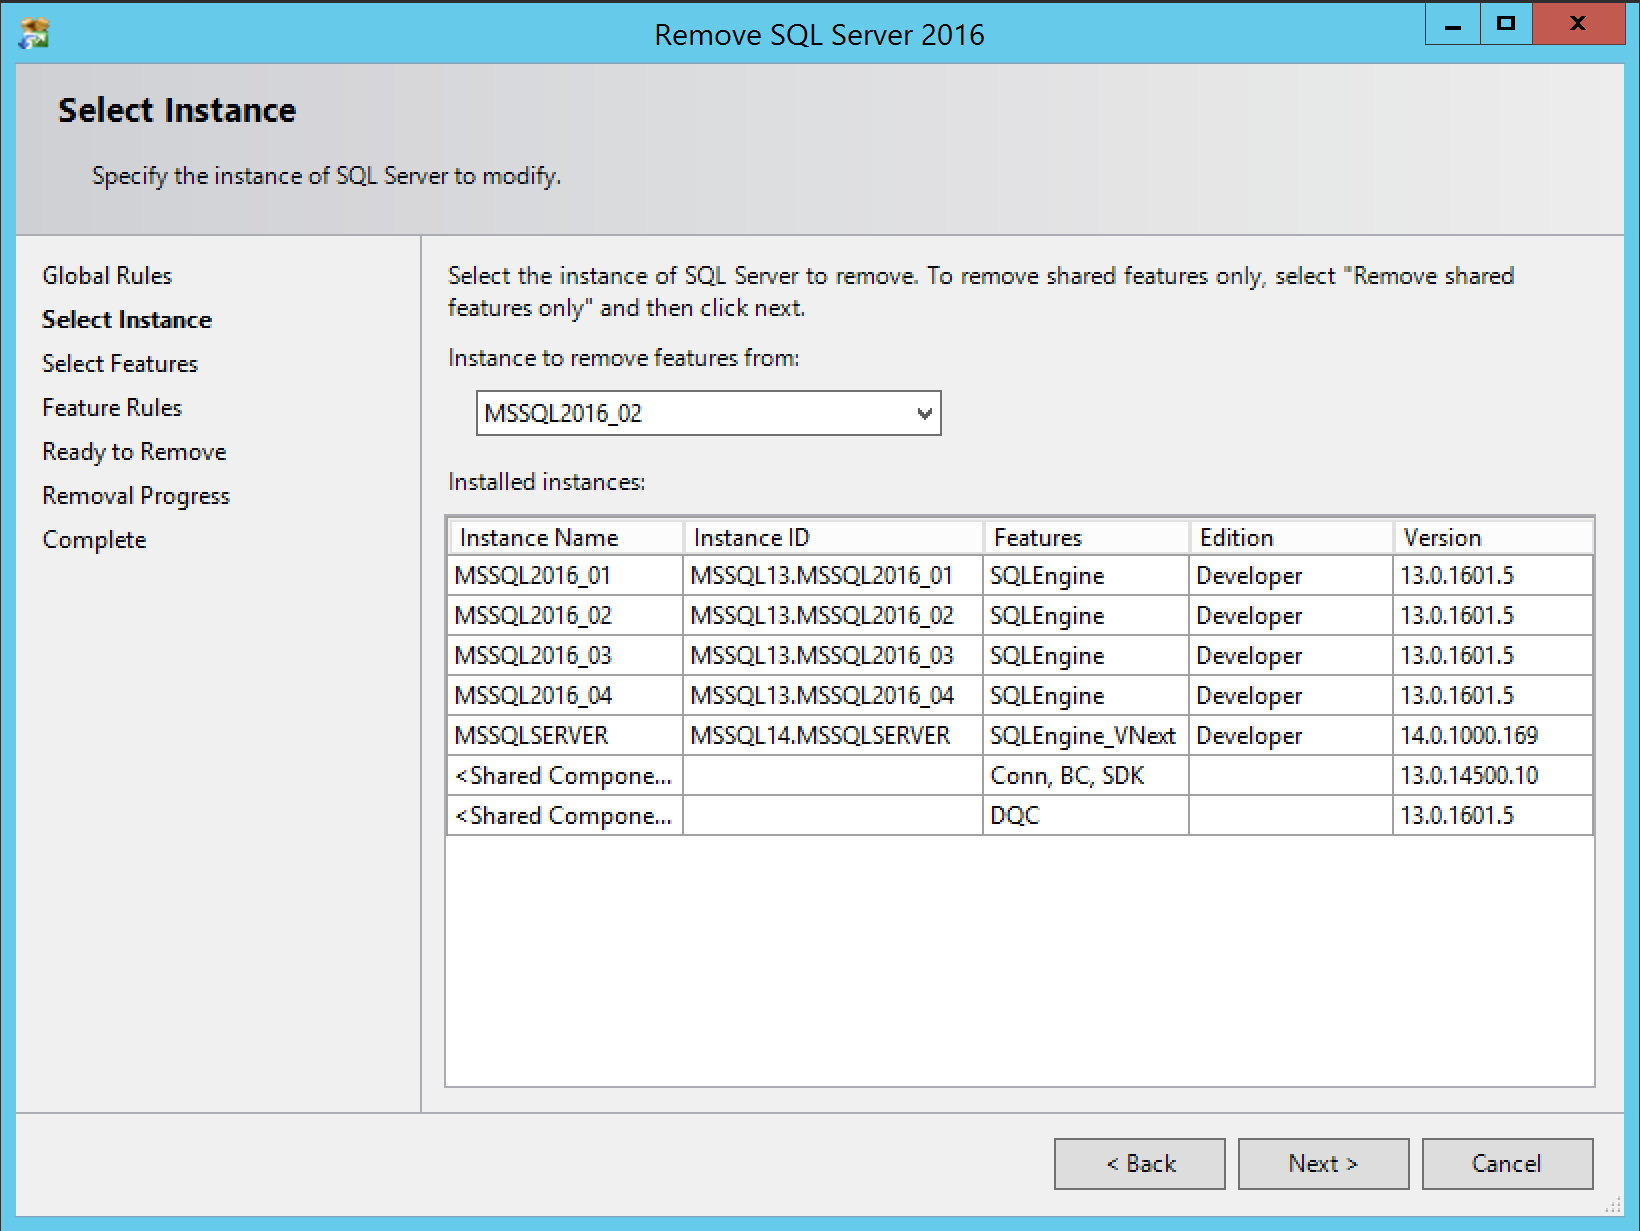 Remove SQL Server 2016
Select Instance
Specify the instance of SQL Server to modify.
Global Rules
Select Instance
Select Features
Feature Rules
Ready to Remove
Removal Progress
Complete
Select the instance of SQL Server to remove. To remove shared features only, select "Remove shared
features only" and then click next.
Instance to remove features from:
MSSQL2016_02
Installed instances:
Instance Name Instance ID Features Edition Version
MSSQL2016_01 MSSQL13.MSSQL2016_01 SQLEngine Developer 13.0.1601.5
MSSQL2016_02 MSSQL13.MSSQL2016_02 SQLEngine Developer 13.0.1601.5
MSSQL2016_03 MSSQL13.MSSQL2016_03 SQLEngine Developer 13.0.1601.5
MSSQL2016_04 MSSQL13.MSSQL2016_04 SQLEngine Developer 13.0.1601.5
MSSQLSERVER MSSQL14.MSSQLSERVER SQLEngine_VNext Developer 14.0.1000.169
<Shared Compone... Conn, BC, SDK 13.0.14500.10
<Shared Compone... DQC 13.0.1601.5
< Back Next > Cancel